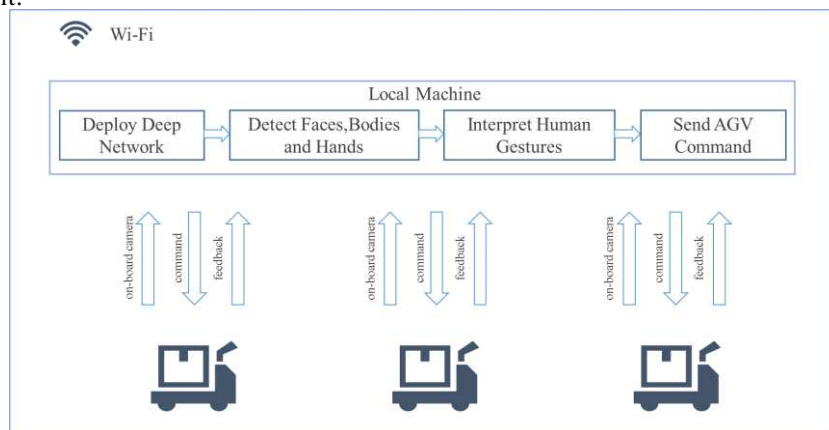 it.
Wi-Fi
Local Machine
Deploy Deep
Network
Detect Faces,Bodies
and Hands
Interpret Human
Gestures
Send AGV
Command
on-board camera
command
feedback
on-board camera
command
feedback
on-board camera
command
feedback